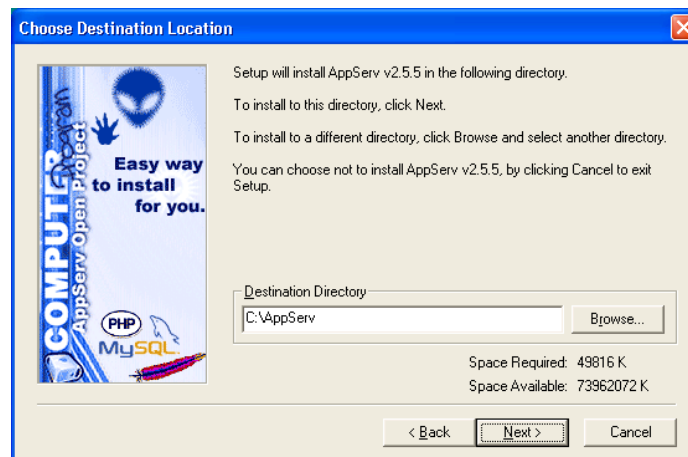 Choose Destination Location
Setup will install AppServ v2.5.5 in the following directory.
To install to this directory, click Next.
To install to a different directory, click Browse and select another directory.
You can choose not to install AppServ v2.5.5, by clicking Cancel to exit
Setup.
COMPUTER
Program
AppServ Open Project
Easy way
to install
for you.
PHP
MySQL
Destination Directory
C:\AppServ
Browse...
Space Required: 49816 K
Space Available: 73962072 K
< Back
Next >
Cancel